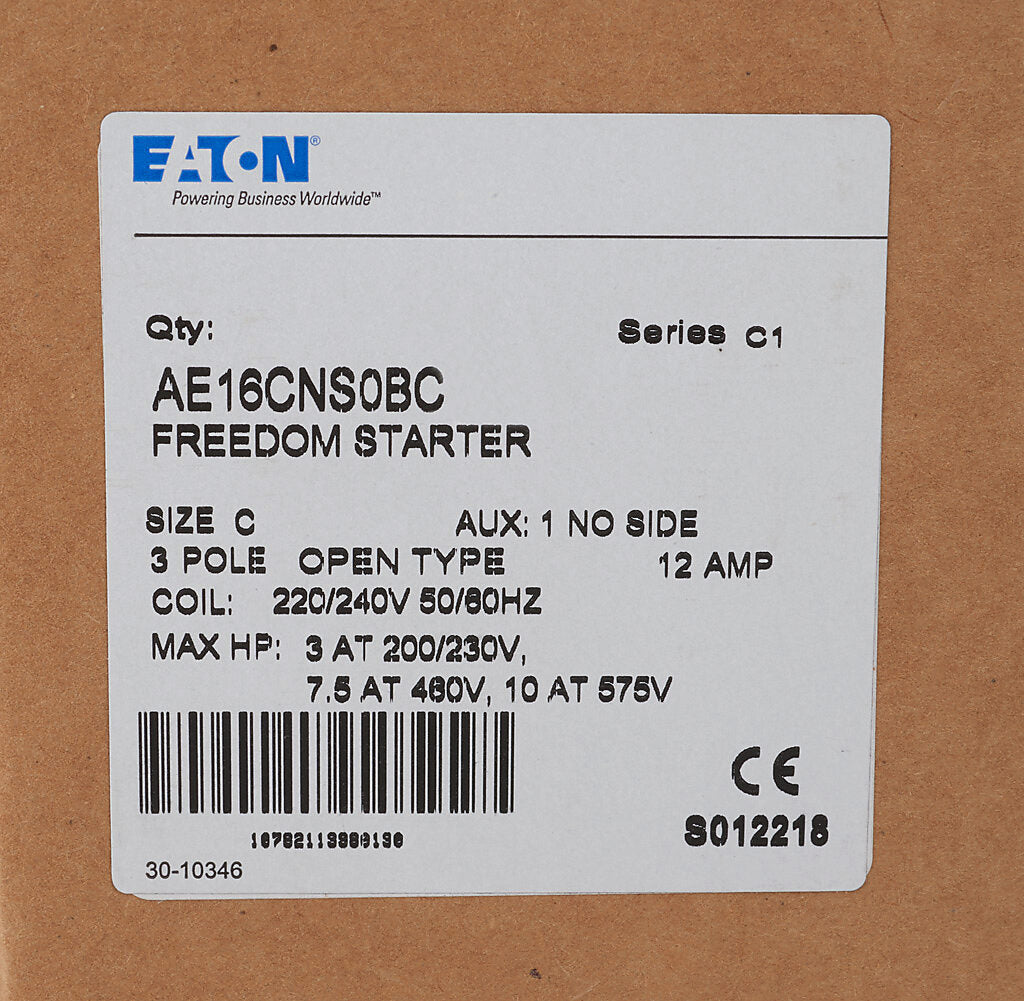 EATON®
Powering Business Worldwide™
Qty:
Series C1
AE16CNS0BC
FREEDOM STARTER
SIZE C AUX: 1 NO SIDE
3 POLE OPEN TYPE 12 AMP
COIL: 220/240V 50/60HZ
MAX HP: 3 AT 200/230V,
7.5 AT 460V, 10 AT 575V
CE
S012218
30-10346